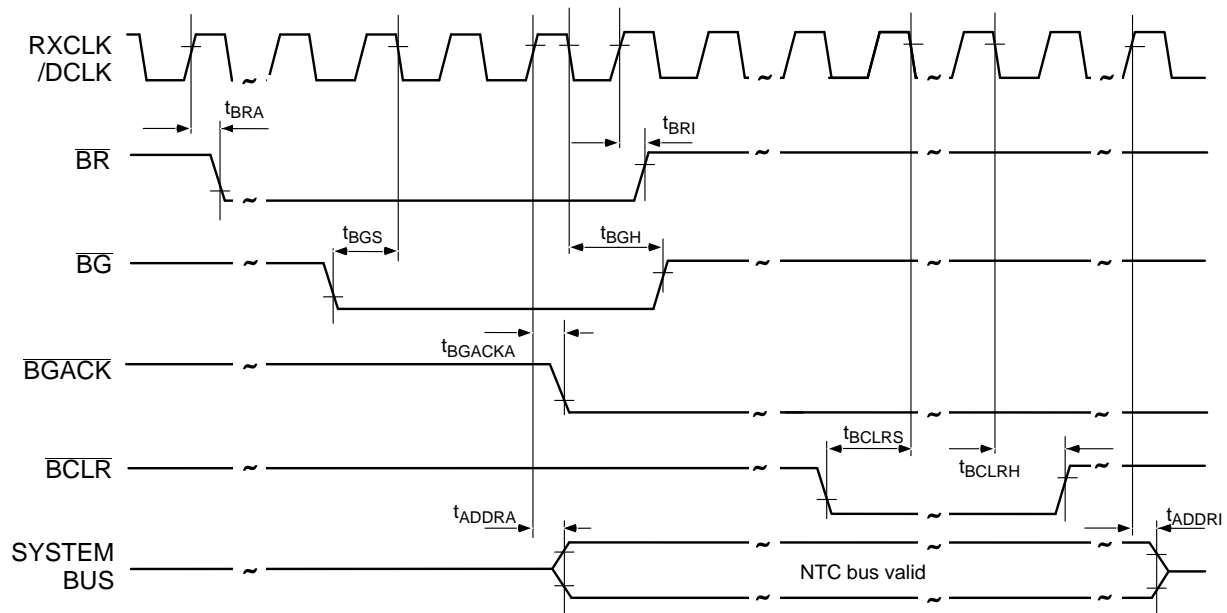 RXCLK
/DCLK
tBRA
tBRI
BR
tBGS
tBGH
BG
tBGACKA
BGACK
tBCLRS
BCLR
tBCLRH
tADDRA
tADDRI
SYSTEM
BUS
NTC bus valid